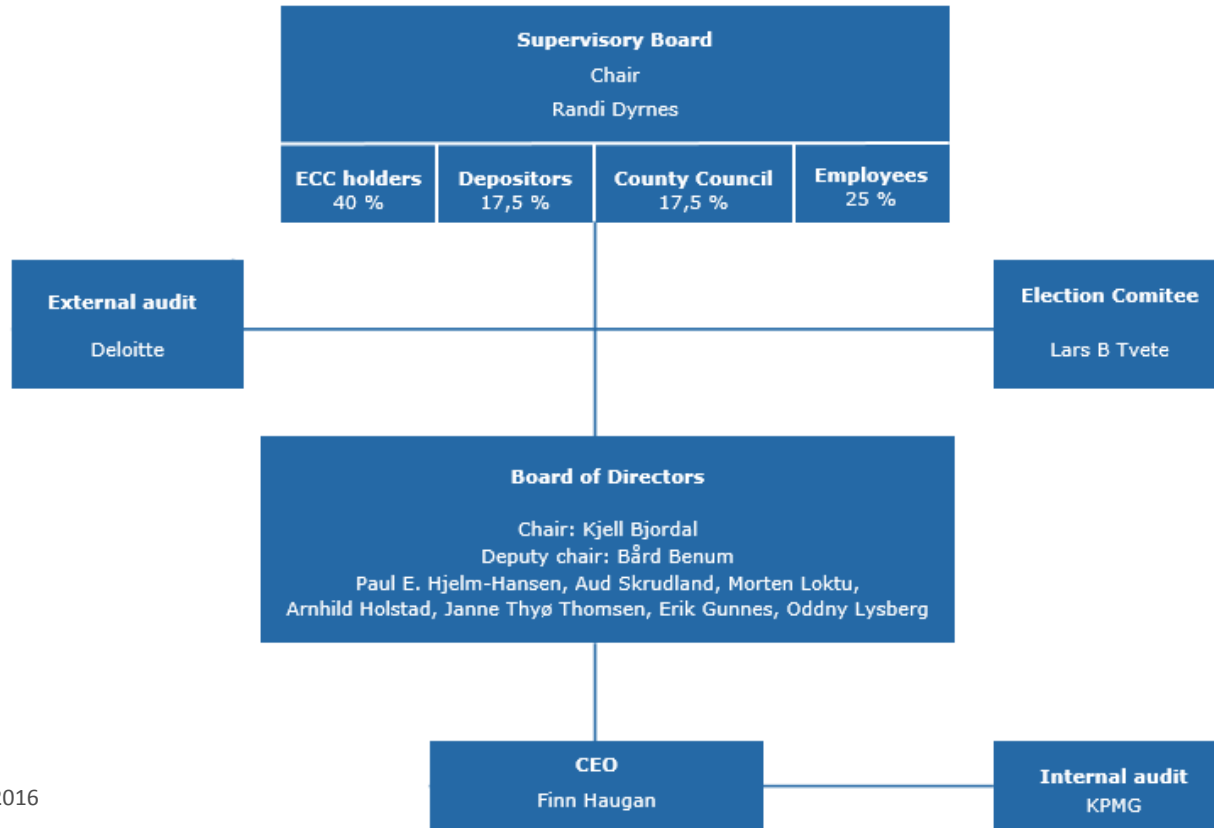 Supervisory Board
Chair
Randi Dyrnes
ECC holders
40 %
Depositors
17,5 %
County Council
17,5 %
Employees
25 %
External audit
Deloitte
Election Comitee
Lars B Tvete
Board of Directors
Chair: Kjell Bjordal
Deputy chair: Bård Benum
Paul E. Hjelm-Hansen, Aud Skrudland, Morten Loktu,
Arnhild Holstad, Janne Thyø Thomsen, Erik Gunnes, Oddny Lysberg
CEO
Finn Haugan
Internal audit
KPMG
2016